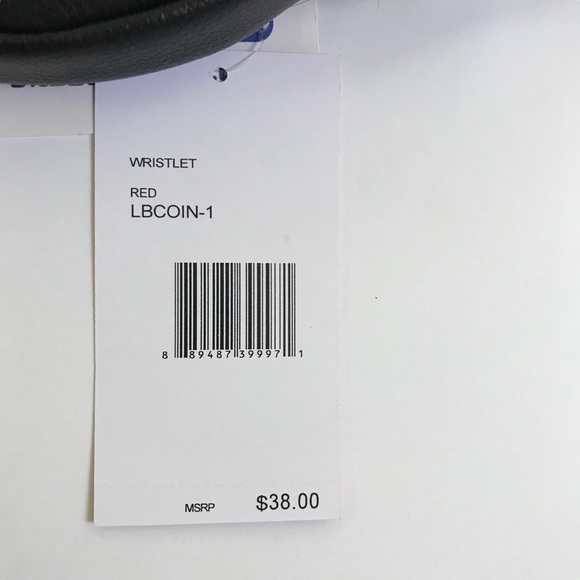 WRISTLET
RED
LBCOIN-1
8 89487 39997 1
MSRP $38.00